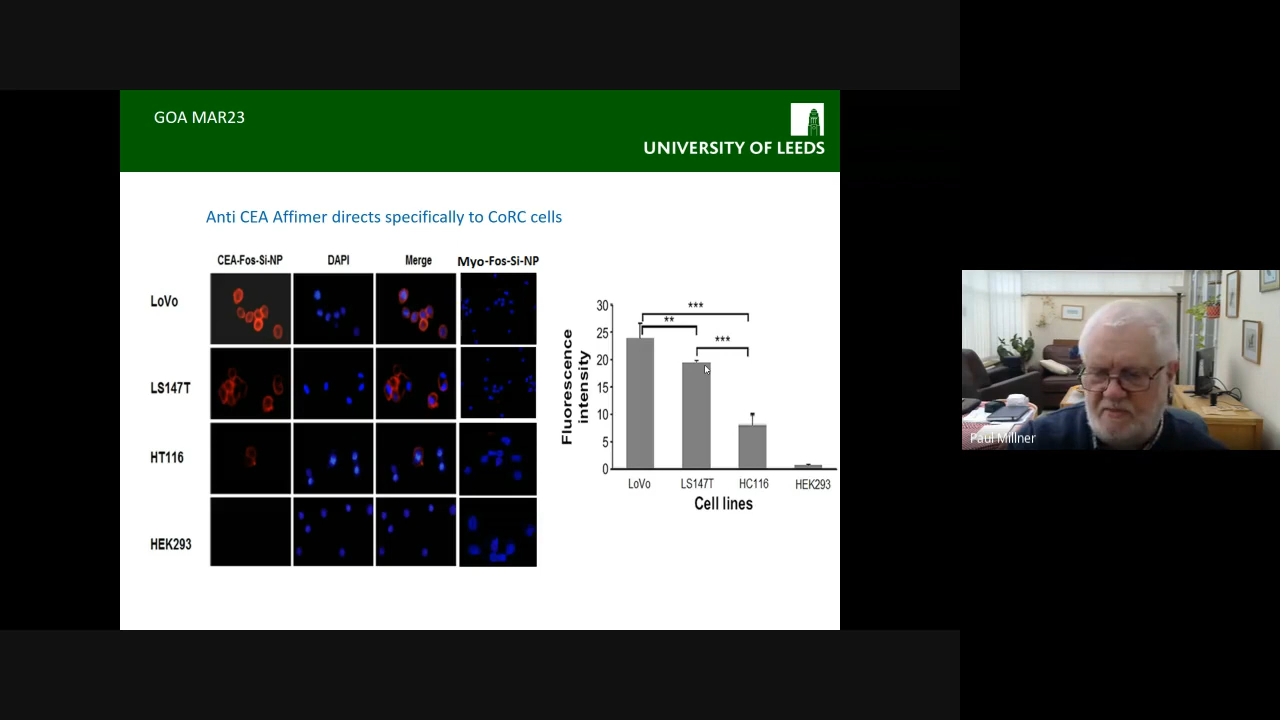 GOA MAR23
UNIVERSITY OF LEEDS
Anti CEA Affimer directs specifically to CoRC cells
CEA-Fos-Si-NP DAPI Merge Myo-Fos-Si-NP
LoVo
LS147T
HT116
HEK293
Fluorescence
intensity
30
25
20
15
10
5
0
***
**
***
LoVo LS147T HC116 HEK293
Cell lines
Paul Millner